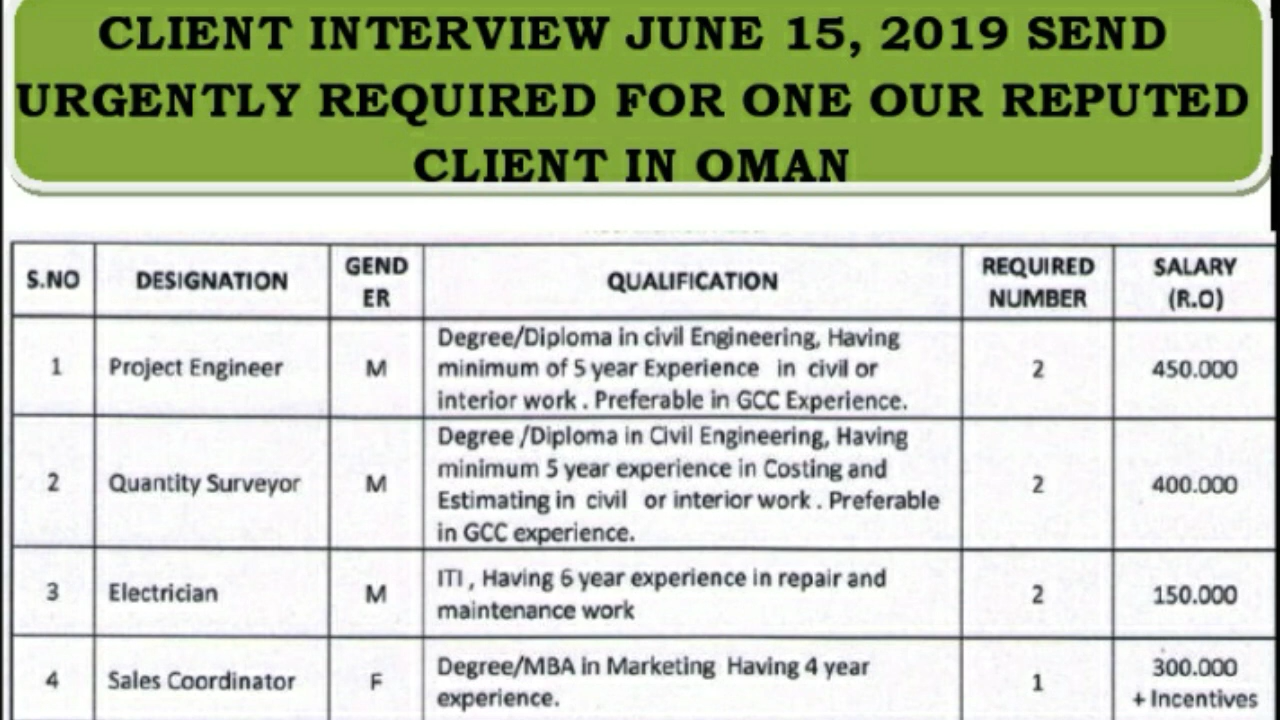 CLIENT INTERVIEW JUNE 15, 2019 SEND
URGENTLY REQUIRED FOR ONE OUR REPUTED
CLIENT IN OMAN
S.NO DESIGNATION GENDER QUALIFICATION REQUIRED NUMBER SALARY (R.O)
1 Project Engineer M Degree/Diploma in civil Engineering, Having minimum of 5 year Experience in civil or interior work . Preferable in GCC Experience. 2 450.000
2 Quantity Surveyor M Degree /Diploma in Civil Engineering, Having minimum 5 year experience in Costing and Estimating in civil or interior work . Preferable in GCC experience. 2 400.000
3 Electrician M ITI , Having 6 year experience in repair and maintenance work 2 150.000
4 Sales Coordinator F Degree/MBA in Marketing Having 4 year experience. 1 300.000 + Incentives